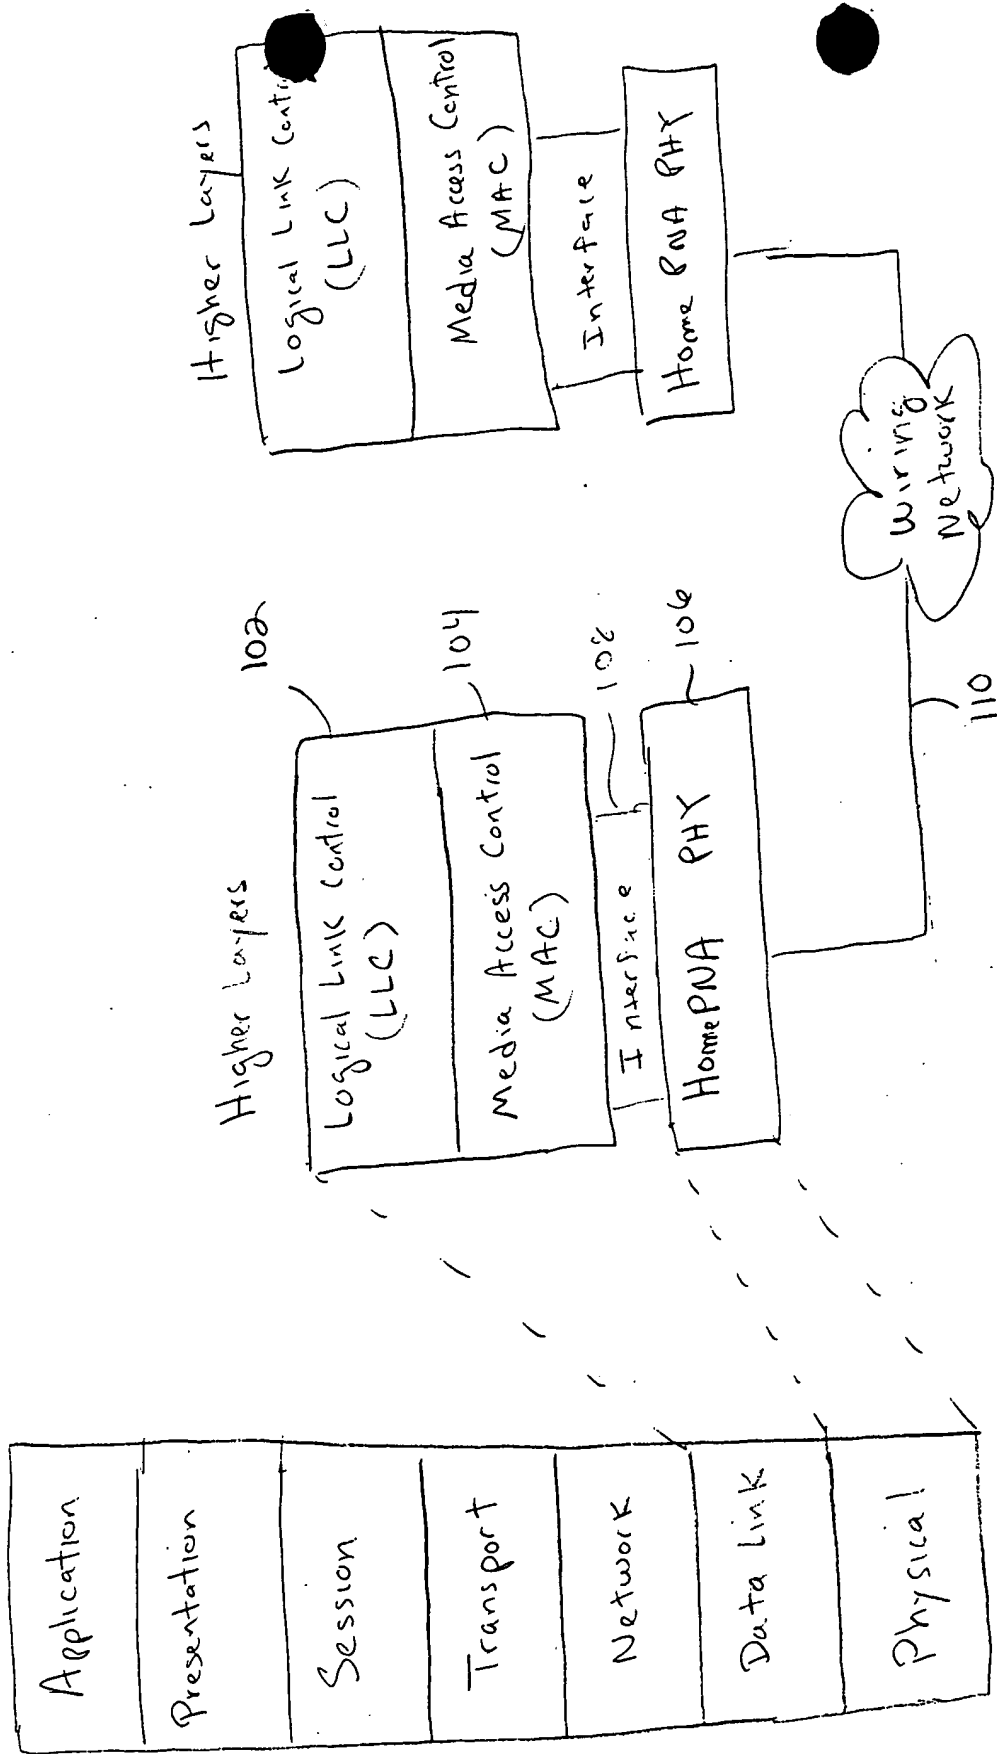 Application
Presentation
Session
Transport
Network
Data Link
Physical
Higher Layers
Logical Link Control
(LLC)
Media Access Control
(MAC)
Interface
HomePNA PHY
102
104
108
106
110
Wiring
Network
Higher Layers
Logical Link Contr
(LLC)
Media Access Control
(MAC)
Interface
Home PNA PHY